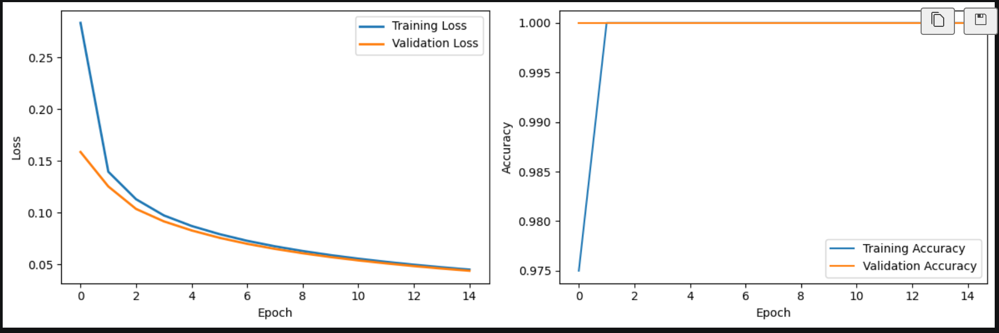 Training Loss
Validation Loss
0.25
0.20
0.15
0.10
0.05
Loss
0 2 4 6 8 10 12 14
Epoch
1.000
0.995
0.990
0.985
0.980
0.975
Accuracy
Training Accuracy
Validation Accuracy
0 2 4 6 8 10 12 14
Epoch